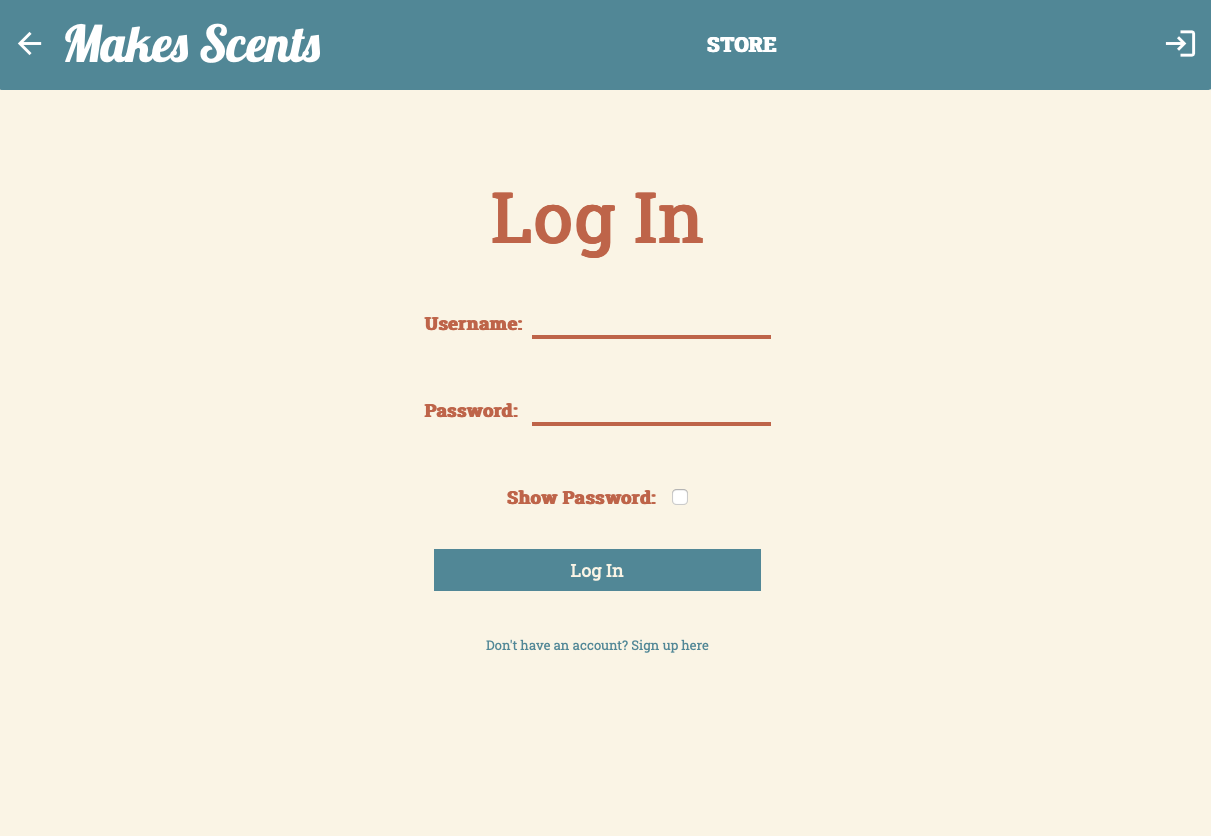 Makes Scents
STORE
Log In
Username:
Password:
Show Password:
Log In
Don't have an account? Sign up here